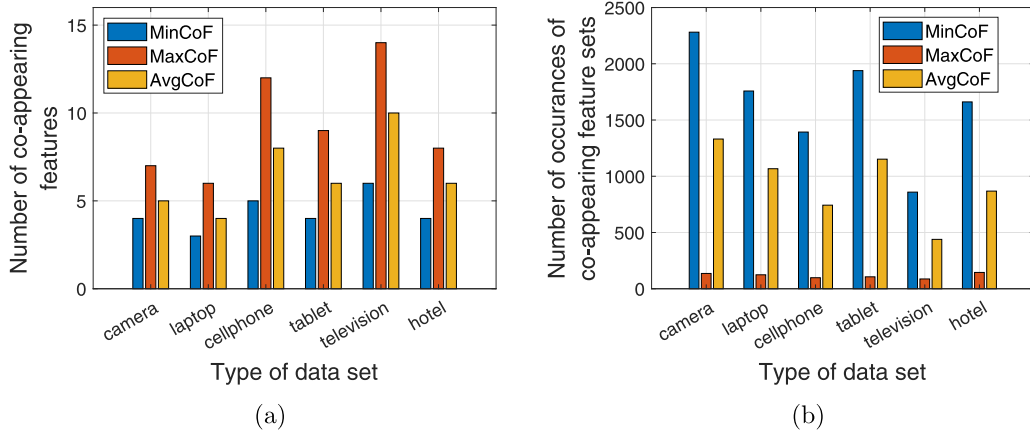 Number of co-appearing
features
15
10
5
0
MinCoF
MaxCoF
AvgCoF
camera
laptop
cellphone
tablet
television
hotel
Type of data set
(a)
Number of occurances of
co-appearing feature sets
2500
2000
1500
1000
500
0
MinCoF
MaxCoF
AvgCoF
camera
laptop
cellphone
tablet
television
hotel
Type of data set
(b)